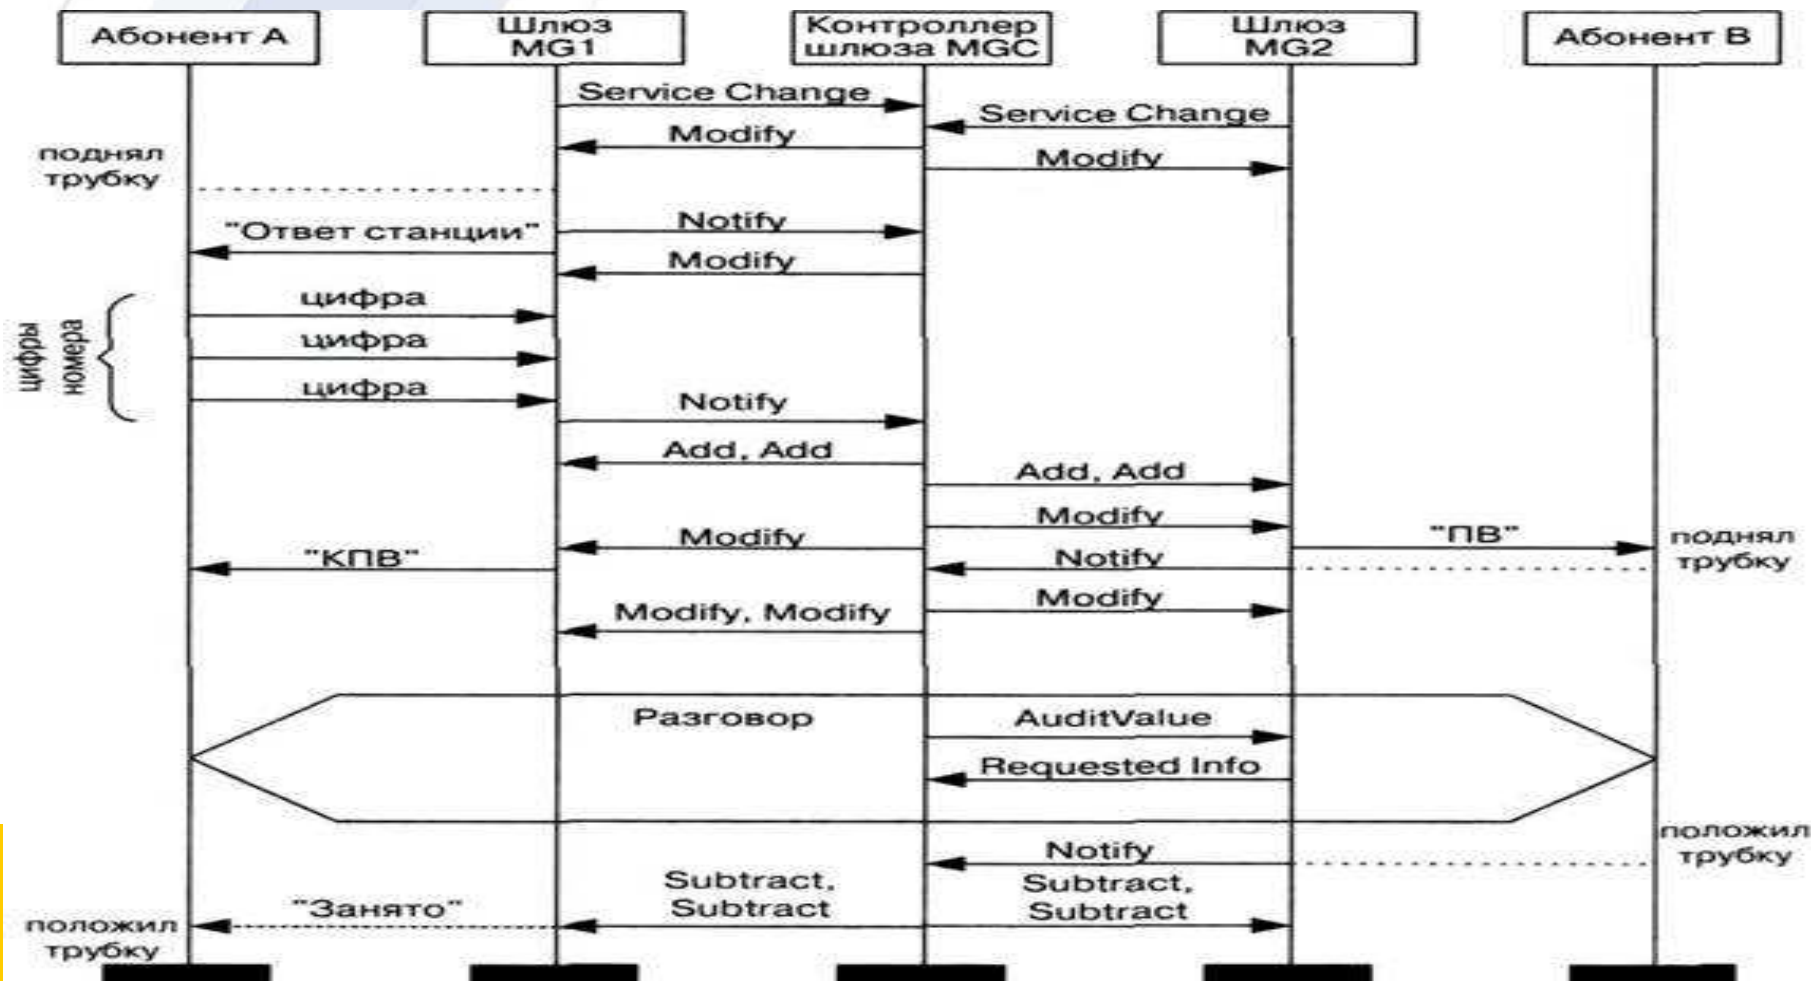 Абонент А
Шлюз
MG1
Контроллер
шлюза MGC
Шлюз
MG2
Абонент В
Service Change
Service Change
Modify
Modify
поднял
трубку
Notify
"Ответ станции"
Modify
цифры
номера
цифра
цифра
цифра
Notify
Add, Add
Add, Add
Modify
Modify
"ПВ"
поднял
трубку
"КПВ"
Notify
Modify
Modify, Modify
Разговор
AuditValue
Requested Info
положил
трубку
Notify
Subtract,
Subtract
Subtract,
Subtract
"Занято"
положил
трубку